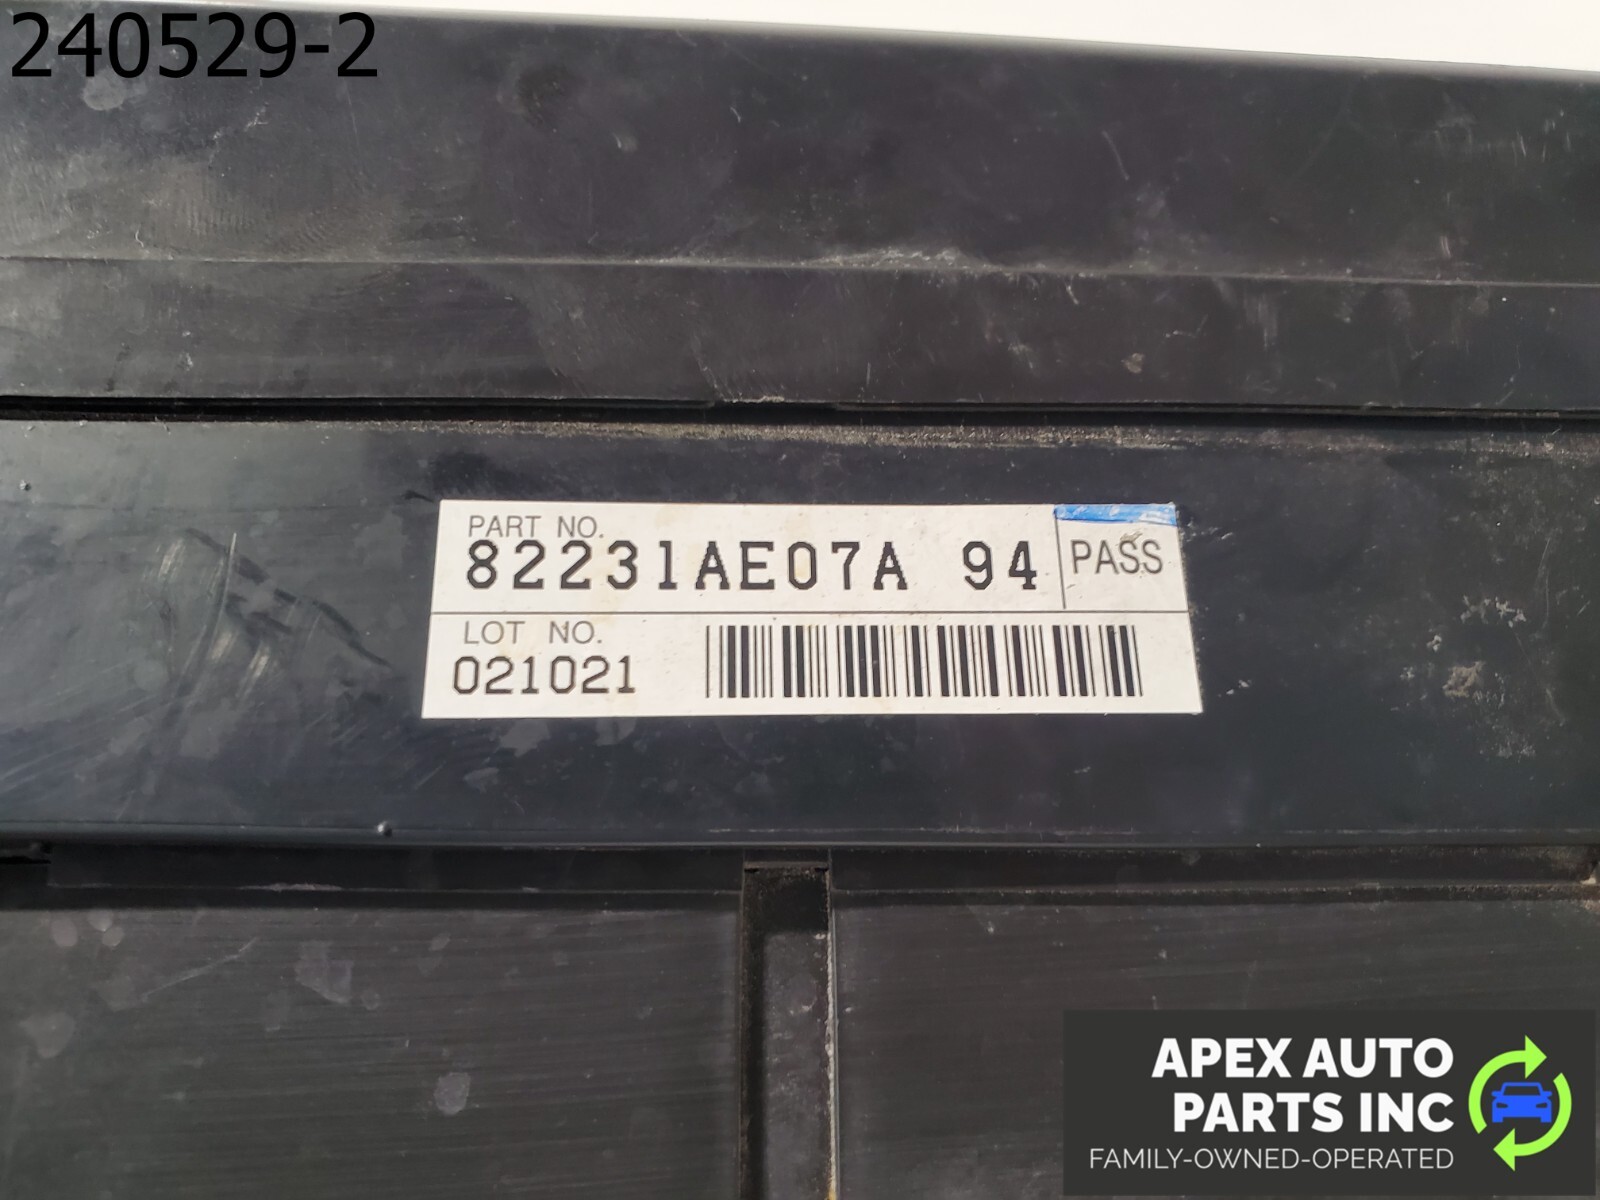 240529-2
PART NO.
82231AE07A 94
PASS
LOT NO.
021021
APEX AUTO
PARTS INC
FAMILY-OWNED-OPERATED